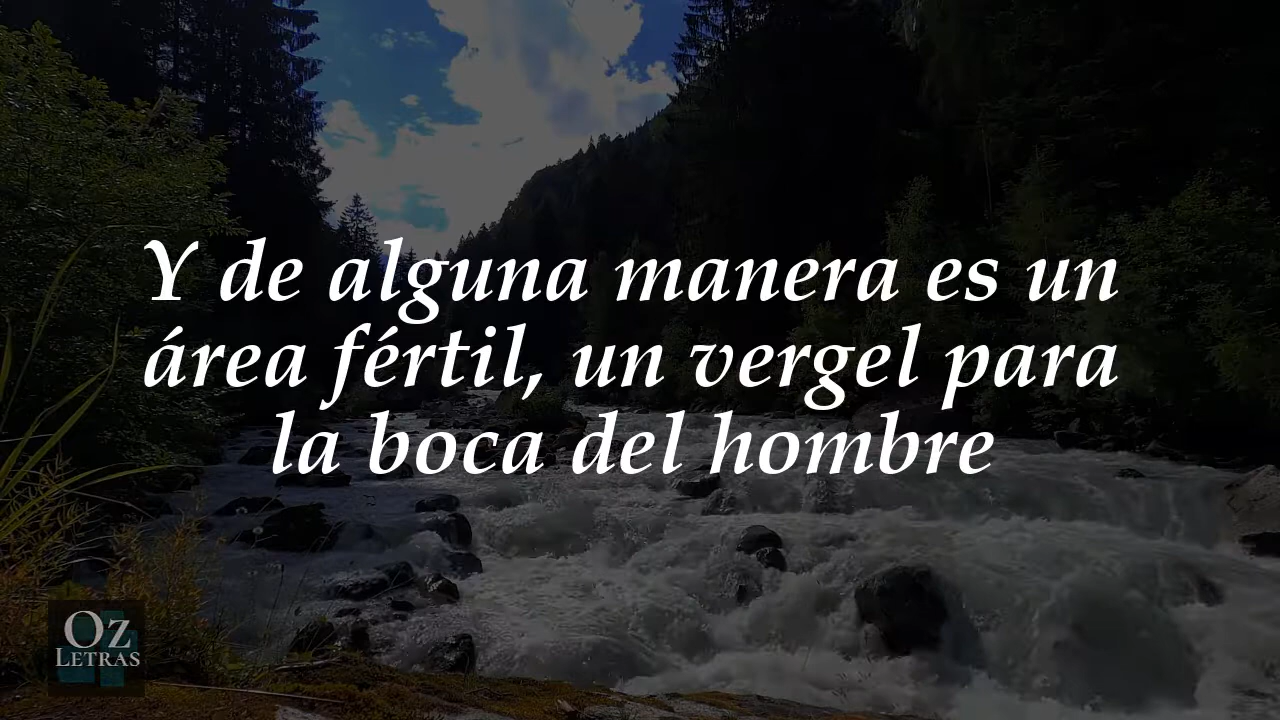 Y de alguna manera es un
área fértil, un vergel para
la boca del hombre
Oz
LETRAS